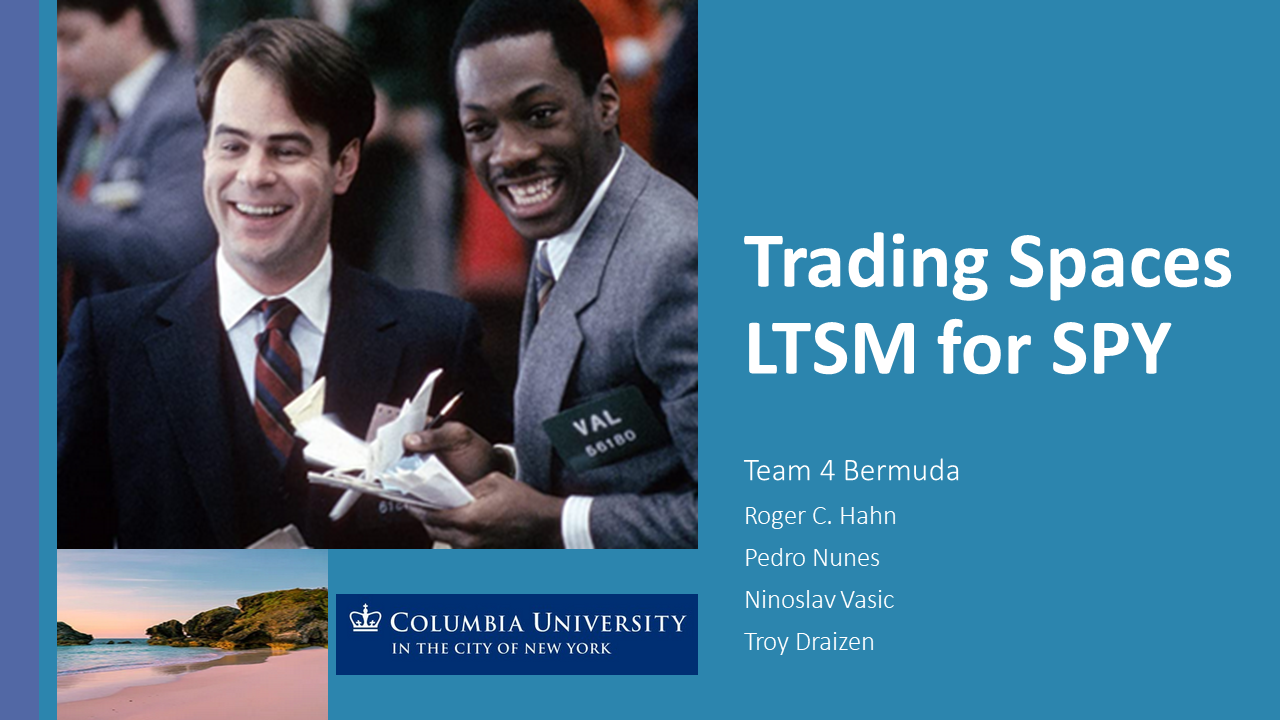 Trading Spaces
LTSM for SPY
Team 4 Bermuda
Roger C. Hahn
Pedro Nunes
Ninoslav Vasic
Troy Draizen
VAL
56180
COLUMBIA UNIVERSITY
IN THE CITY OF NEW YORK